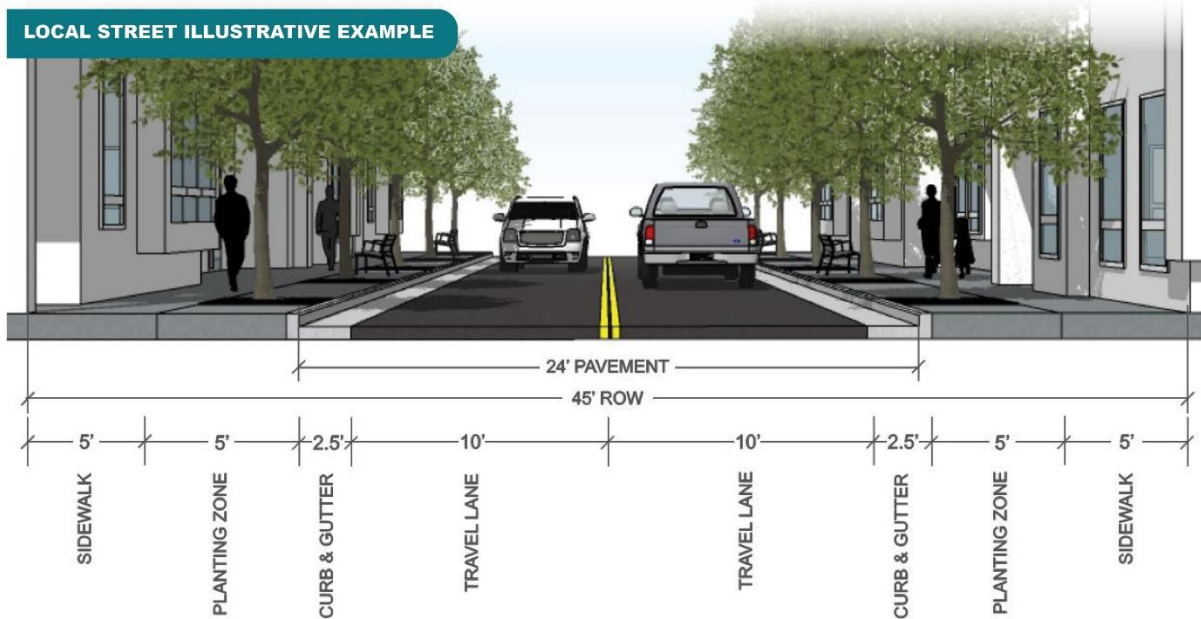 LOCAL STREET ILLUSTRATIVE EXAMPLE
24' PAVEMENT
45' ROW
5' 5' 2.5' 10' 10' 2.5' 5' 5'
SIDEWALK
PLANTING ZONE
CURB & GUTTER
TRAVEL LANE
TRAVEL LANE
CURB & GUTTER
PLANTING ZONE
SIDEWALK